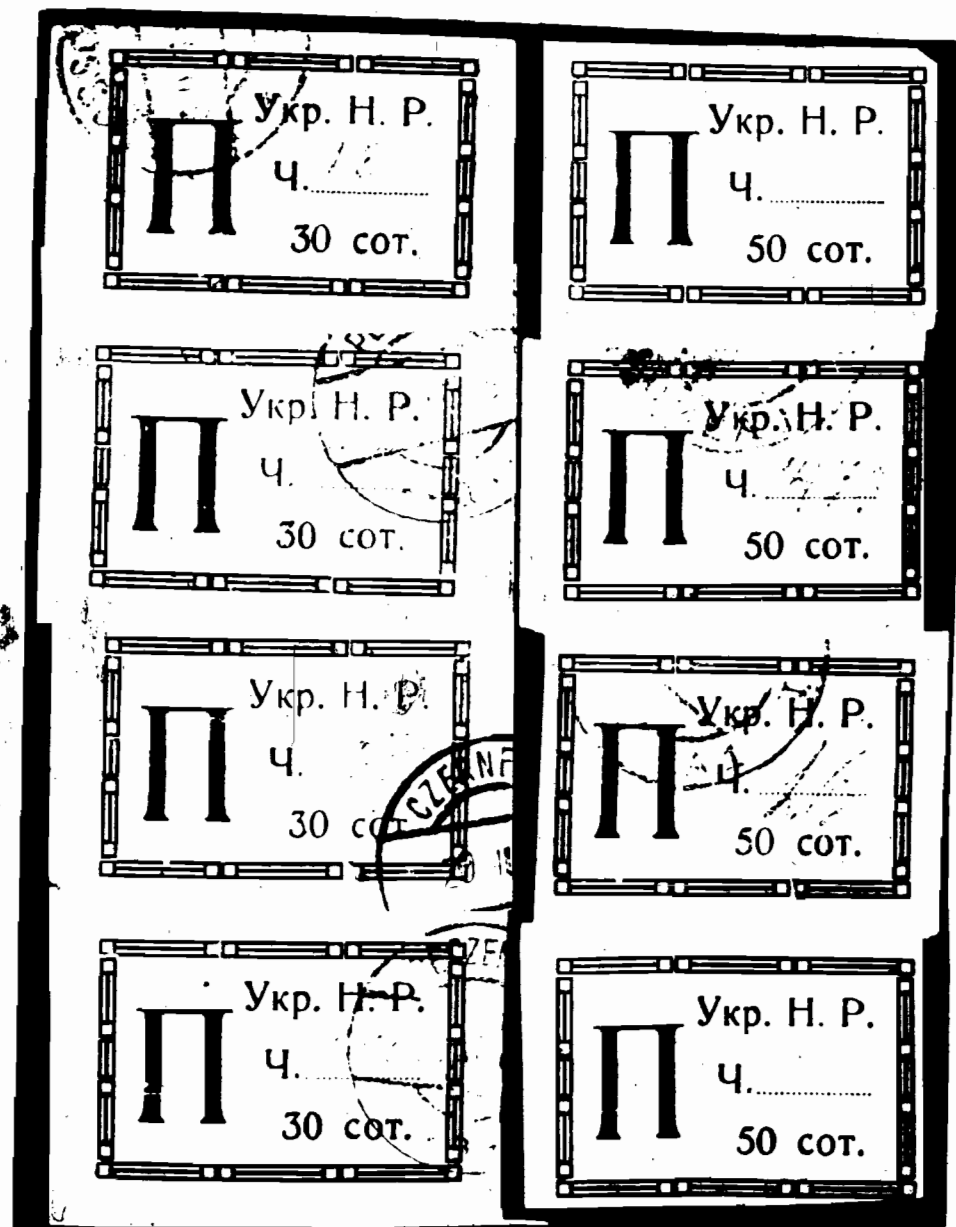 П
Укр. Н. Р.
Ч.
30 сот.
П
Укр. Н. Р.
Ч.
50 сот.
П
Укр. Н. Р.
Ч.
30 сот.
П
Укр. Н. Р.
Ч.
50 сот.
П
Укр. Н. Р.
Ч.
30 сот.
П
Укр. Н. Р.
Ч.
50 сот.
П
Укр. Н. Р.
Ч.
30 сот.
П
Укр. Н. Р.
Ч.
50 сот.